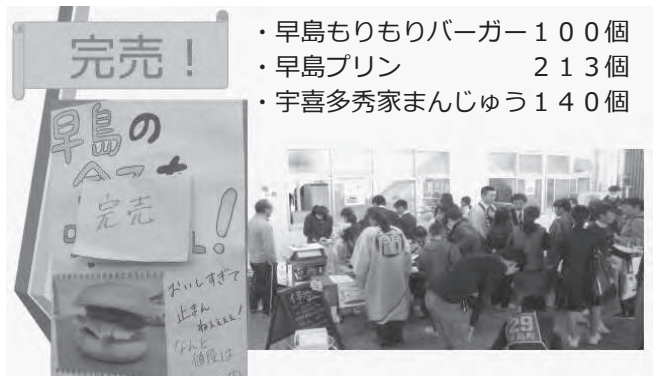 完売！
・早島もりもりバーガー１００個
・早島プリン　　　　　２１３個
・宇喜多秀家まんじゅう１４０個
早島の
完売
おいしすぎて
止まん
ねぇぇぇぇ!
なんと
値段は
29